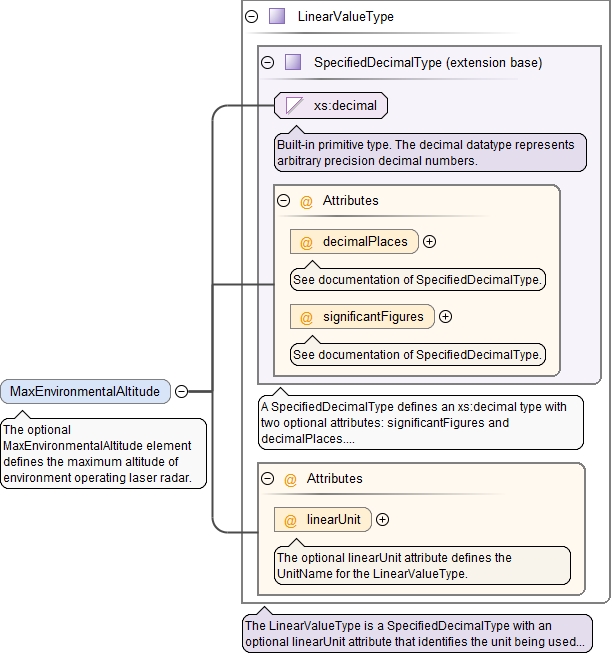 LinearValueType
SpecifiedDecimalType (extension base)
xs:decimal
Built-in primitive type. The decimal datatype represents
arbitrary precision decimal numbers.
@ Attributes
@ decimalPlaces
See documentation of SpecifiedDecimalType.
@ significantFigures
See documentation of SpecifiedDecimalType.
MaxEnvironmentalAltitude
The optional
MaxEnvironmentalAltitude element
defines the maximum altitude of
environment operating laser radar.
A SpecifiedDecimalType defines an xs:decimal type with
two optional attributes: significantFigures and
decimalPlaces....
@ Attributes
@ linearUnit
The optional linearUnit attribute defines the
UnitName for the LinearValueType.
The LinearValueType is a SpecifiedDecimalType with an
optional linearUnit attribute that identifies the unit being used...